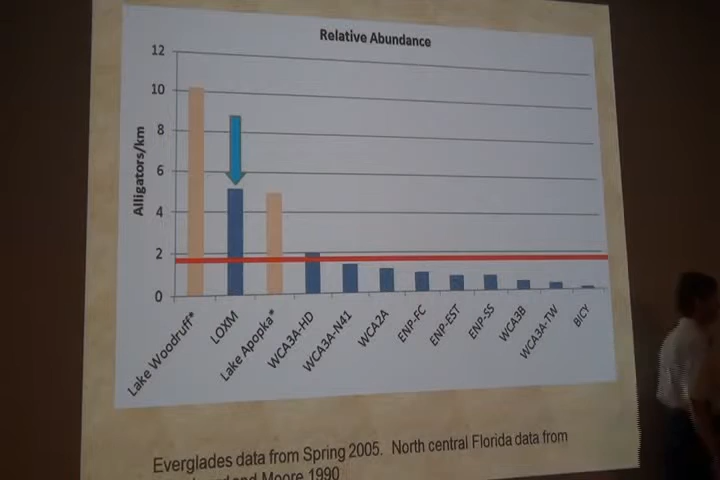 Relative Abundance
Alligators/km
12
10
8
6
4
2
0
Lake Woodruff*
LOXM
Lake Apopka*
WCA3A-HD
WCA3A-N41
WCA2A
ENP-FC
ENP-EST
ENP-SS
WCA3B
WCA3A-TW
BICY
Everglades data from Spring 2005. North central Florida data from
and Moore 1990